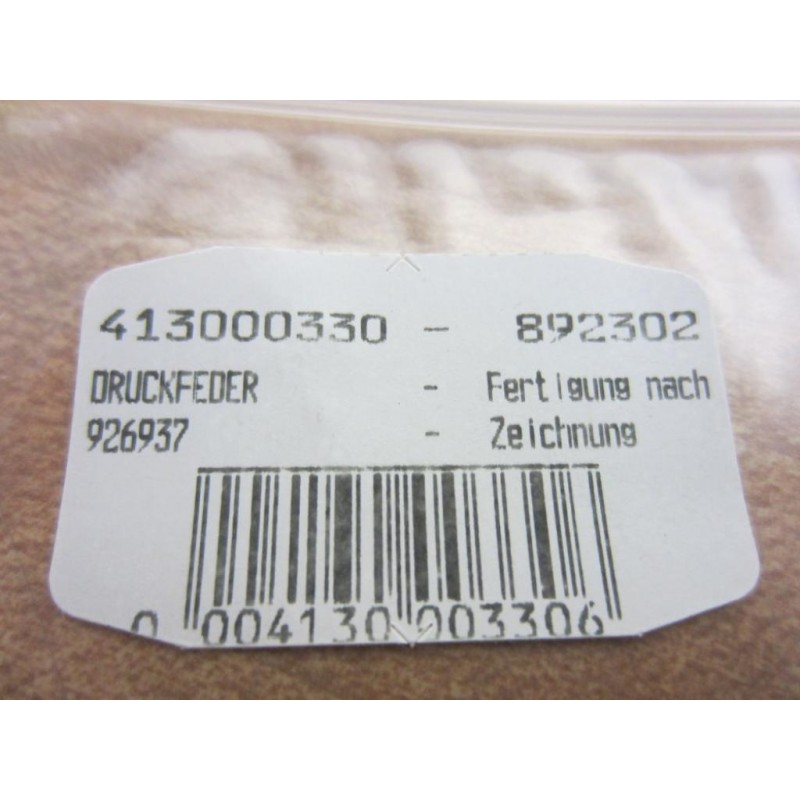 413000330 - 892302
DRUCKFEDER - Fertigung nach
926937 - Zeichnung
0 004130 003306